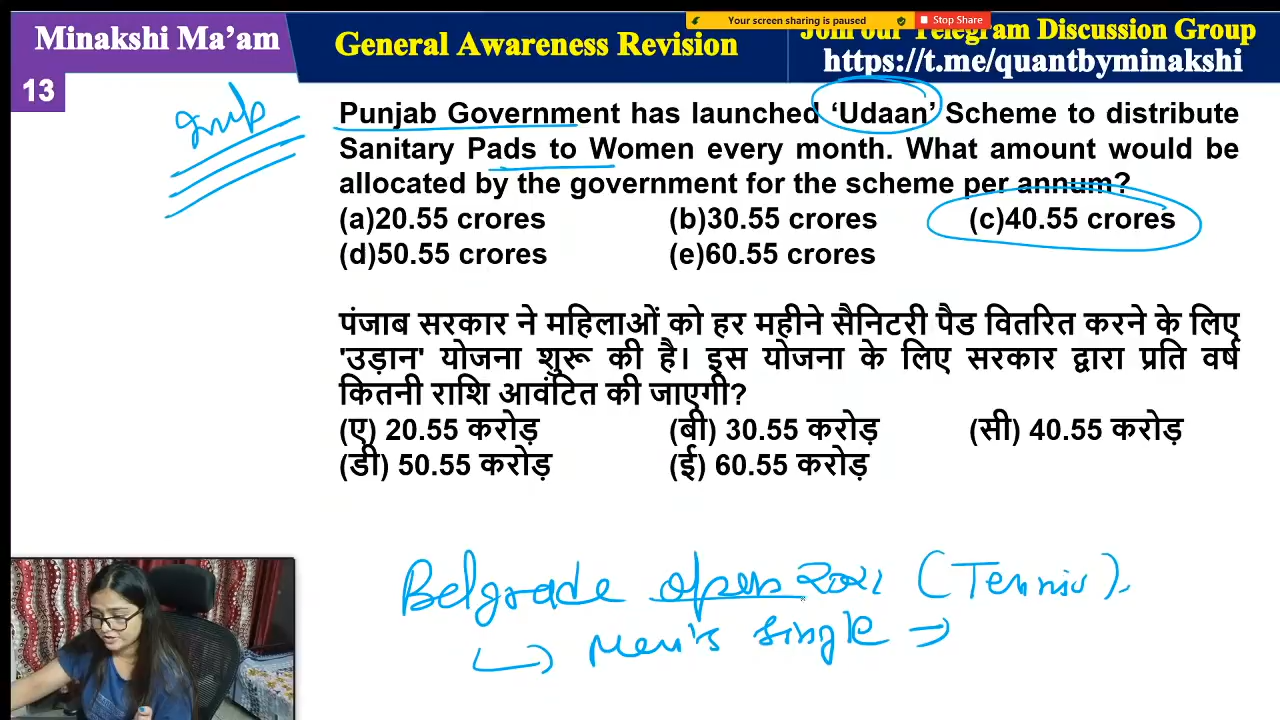 Your screen sharing is paused
Stop Share
Minakshi Ma’am
General Awareness Revision
Join our Telegram Discussion Group
https://t.me/quantbyminakshi
13
Punjab Government has launched ‘Udaan’ Scheme to distribute
Sanitary Pads to Women every month. What amount would be
allocated by the government for the scheme per annum?
(a)20.55 crores (b)30.55 crores (c)40.55 crores
(d)50.55 crores (e)60.55 crores
पंजाब सरकार ने महिलाओं को हर महीने सैनिटरी पैड वितरित करने के लिए
'उड़ान' योजना शुरू की है। इस योजना के लिए सरकार द्वारा प्रति वर्ष
कितनी राशि आवंटित की जाएगी?
(ए) 20.55 करोड़ (बी) 30.55 करोड़ (सी) 40.55 करोड़
(डी) 50.55 करोड़ (ई) 60.55 करोड़
Belgrade open 2021 (Tennis).
Men's single